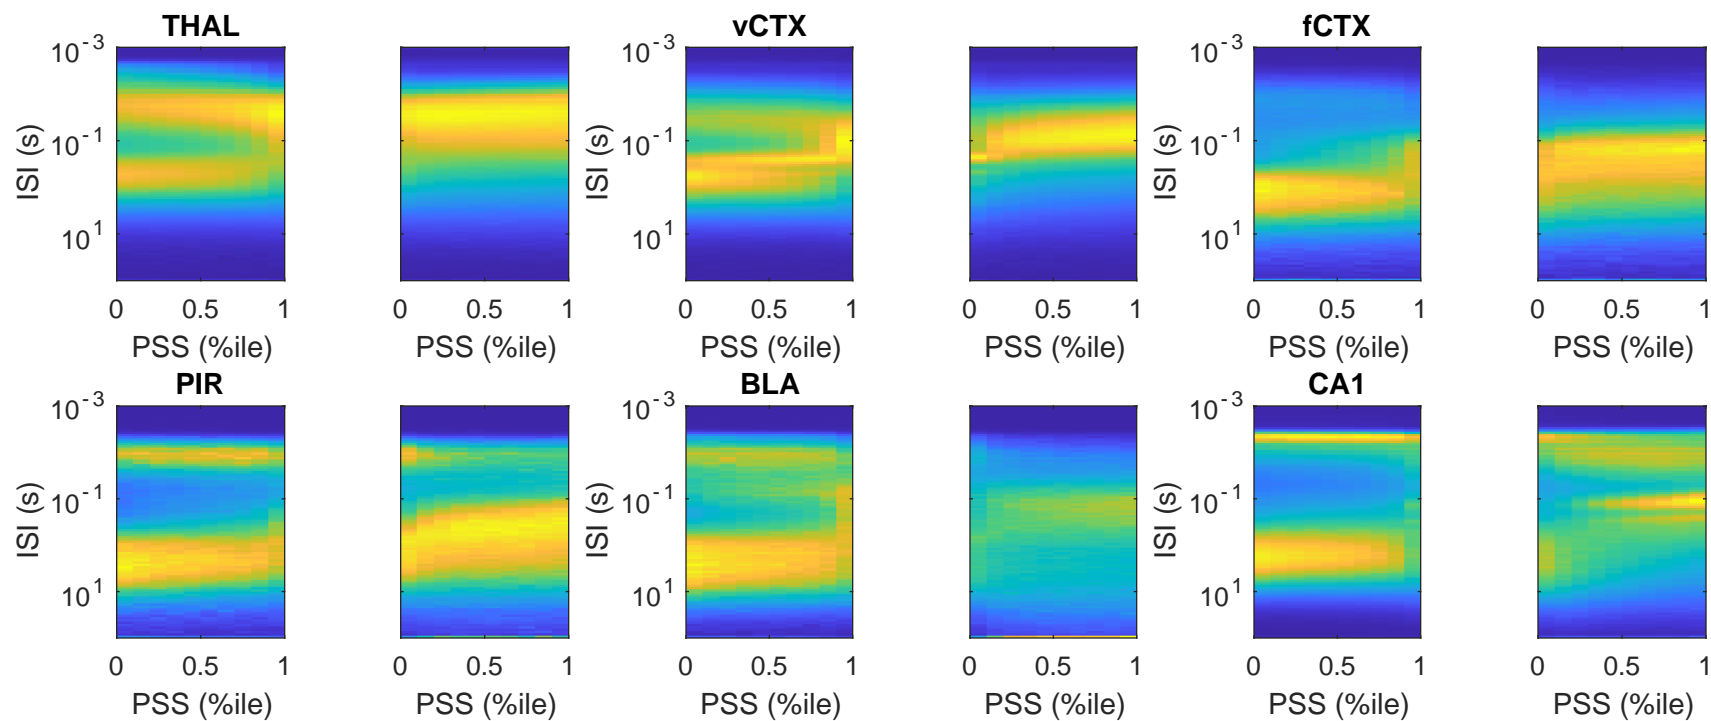 THAL vCTX fCTX
10-3 10-3 10-3
ISI (s) 10-1 ISI (s) 10-1 ISI (s) 10-1
101 101 101
0 0.5 1 0 0.5 1 0 0.5 1 0 0.5 1 0 0.5 1 0 0.5 1
PSS (%ile) PSS (%ile) PSS (%ile) PSS (%ile) PSS (%ile) PSS (%ile)
PIR BLA CA1
10-3 10-3 10-3
ISI (s) 10-1 ISI (s) 10-1 ISI (s) 10-1
101 101 101
0 0.5 1 0 0.5 1 0 0.5 1 0 0.5 1 0 0.5 1 0 0.5 1
PSS (%ile) PSS (%ile) PSS (%ile) PSS (%ile) PSS (%ile) PSS (%ile)